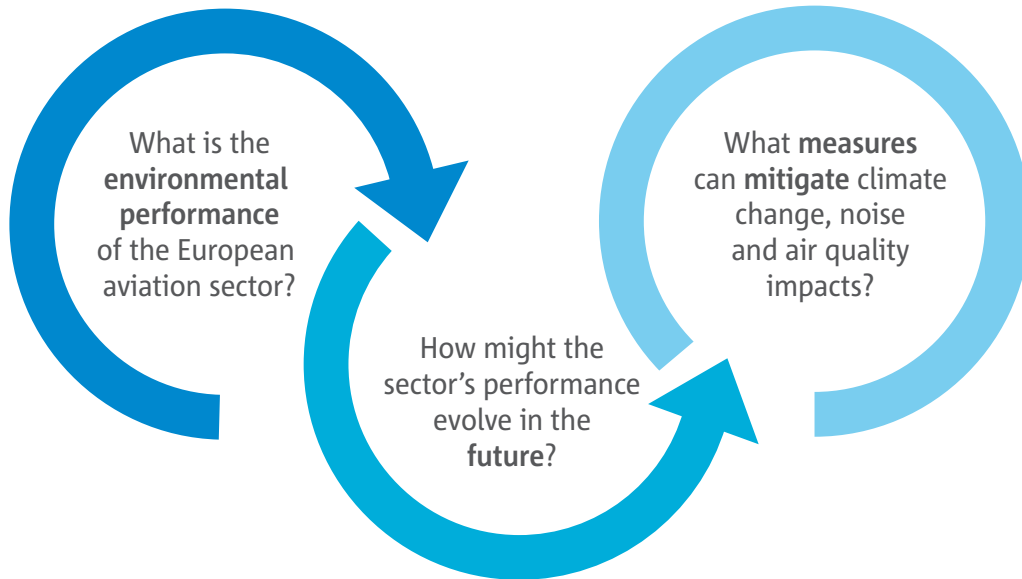 What is the
environmental
performance
of the European
aviation sector?
How might the
sector’s performance
evolve in the
future?
What measures
can mitigate climate
change, noise
and air quality
impacts?